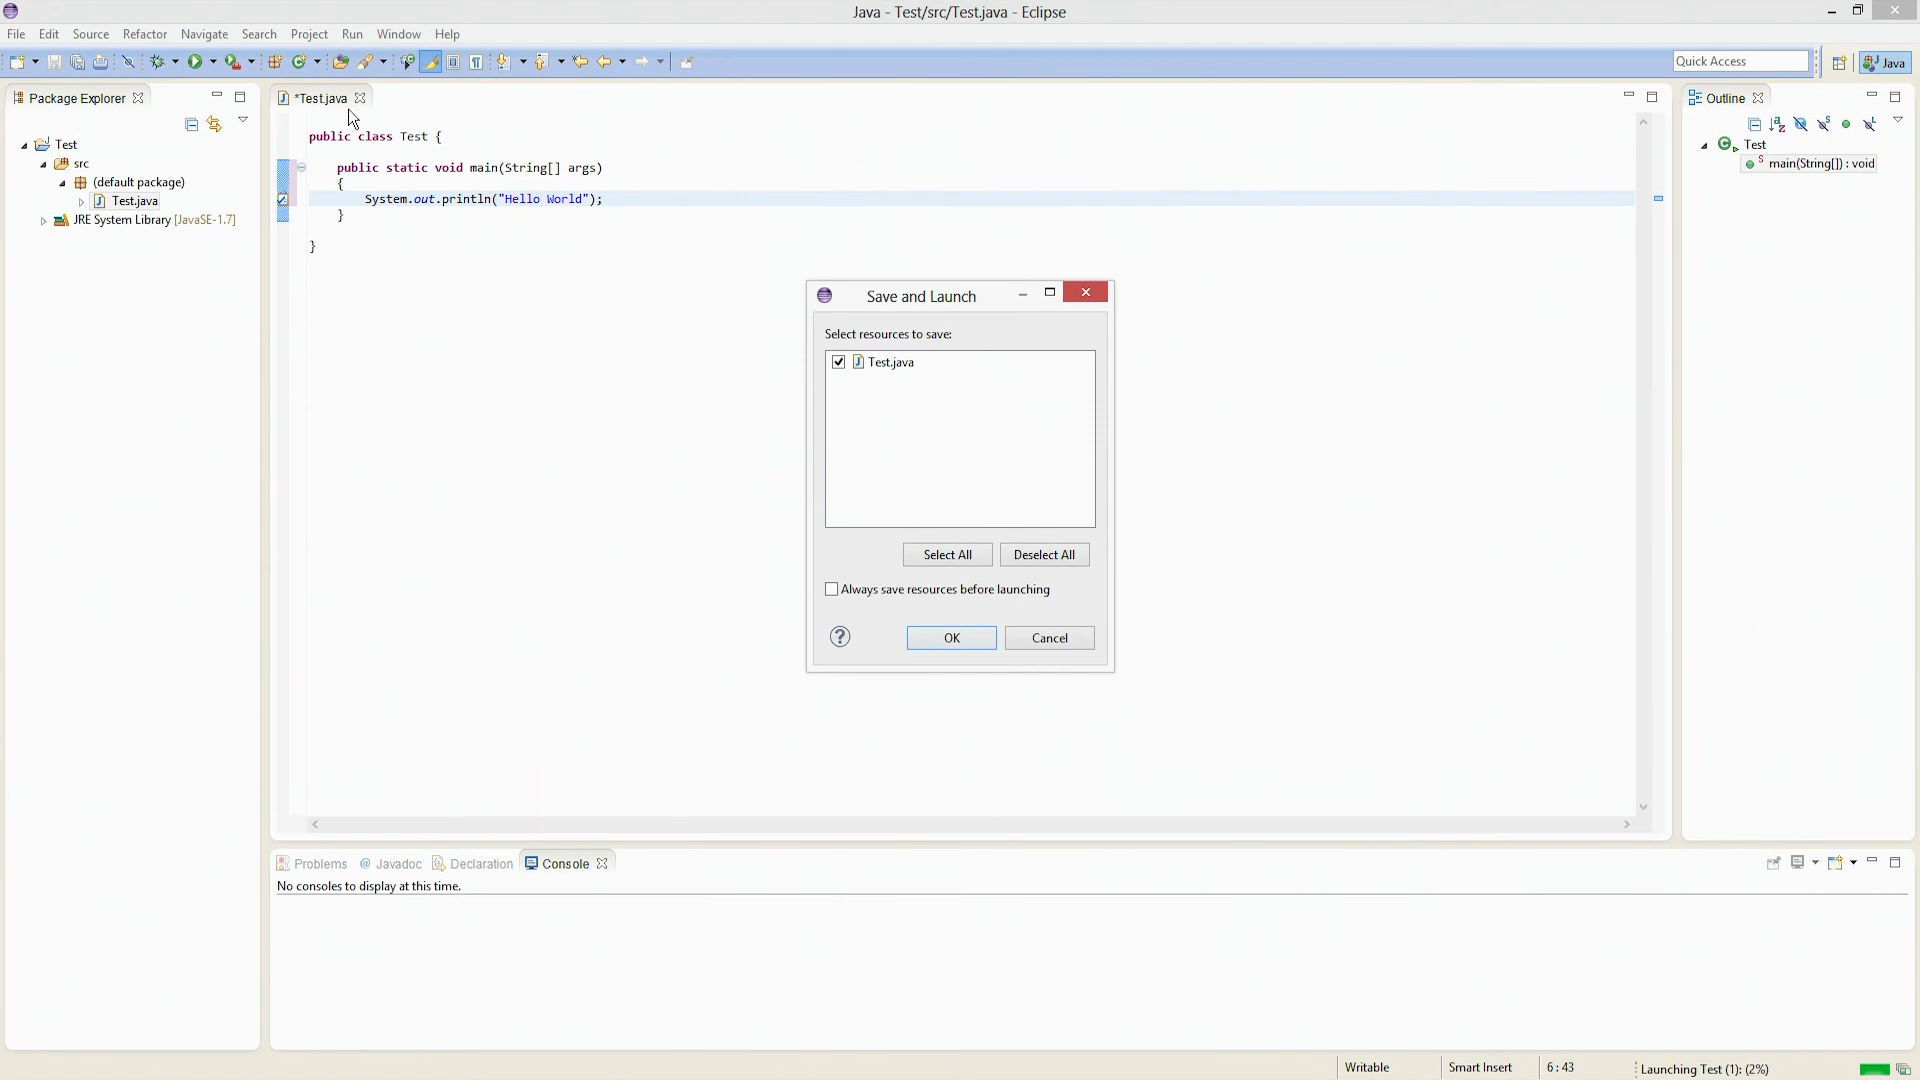 Java - Test/src/Test.java - Eclipse
File Edit Source Refactor Navigate Search Project Run Window Help
Quick Access
Java
Package Explorer
Test
src
(default package)
Test.java
JRE System Library [JavaSE-1.7]
*Test.java
public class Test {
public static void main(String[] args)
{
System.out.println("Hello World");
}
}
Save and Launch
Select resources to save:
Test.java
Select All Deselect All
Always save resources before launching
OK Cancel
Outline
Test
main(String[]) : void
Problems @ Javadoc Declaration Console
No consoles to display at this time.
Writable Smart Insert 6 : 43 Launching Test (1): (2%)